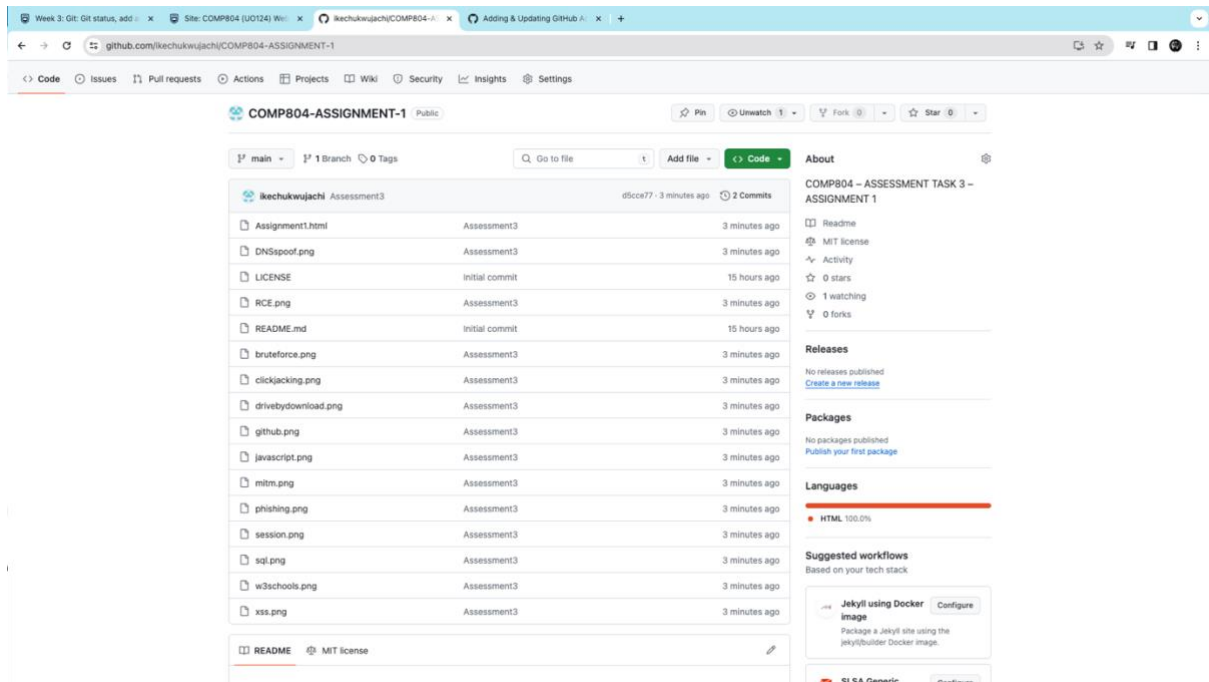 Week 3: Git: Git status, add a
Site: COMP804 (UO124) Web
ikechukwujachi/COMP804-A
Adding & Updating GitHub Ac
github.com/ikechukwujachi/COMP804-ASSIGNMENT-1
Code Issues Pull requests Actions Projects Wiki Security Insights Settings
COMP804-ASSIGNMENT-1 Public
Pin Unwatch 1 Fork 0 Star 0
main 1 Branch 0 Tags Go to file t Add file Code
ikechukwujachi Assessment3 d5cce77 · 3 minutes ago 2 Commits
Assignment1.html Assessment3 3 minutes ago
DNSspoof.png Assessment3 3 minutes ago
LICENSE Initial commit 15 hours ago
RCE.png Assessment3 3 minutes ago
README.md Initial commit 15 hours ago
bruteforce.png Assessment3 3 minutes ago
clickjacking.png Assessment3 3 minutes ago
drivebydownload.png Assessment3 3 minutes ago
github.png Assessment3 3 minutes ago
javascript.png Assessment3 3 minutes ago
mitm.png Assessment3 3 minutes ago
phishing.png Assessment3 3 minutes ago
session.png Assessment3 3 minutes ago
sql.png Assessment3 3 minutes ago
w3schools.png Assessment3 3 minutes ago
xss.png Assessment3 3 minutes ago
README MIT license
About
COMP804 – ASSESSMENT TASK 3 –
ASSIGNMENT 1
Readme
MIT license
Activity
0 stars
1 watching
0 forks
Releases
No releases published
Create a new release
Packages
No packages published
Publish your first package
Languages
HTML 100.0%
Suggested workflows
Based on your tech stack
Jekyll using Docker
image
Configure
Package a Jekyll site using the
jekyll/builder Docker image.
SLSA Generic
Configure